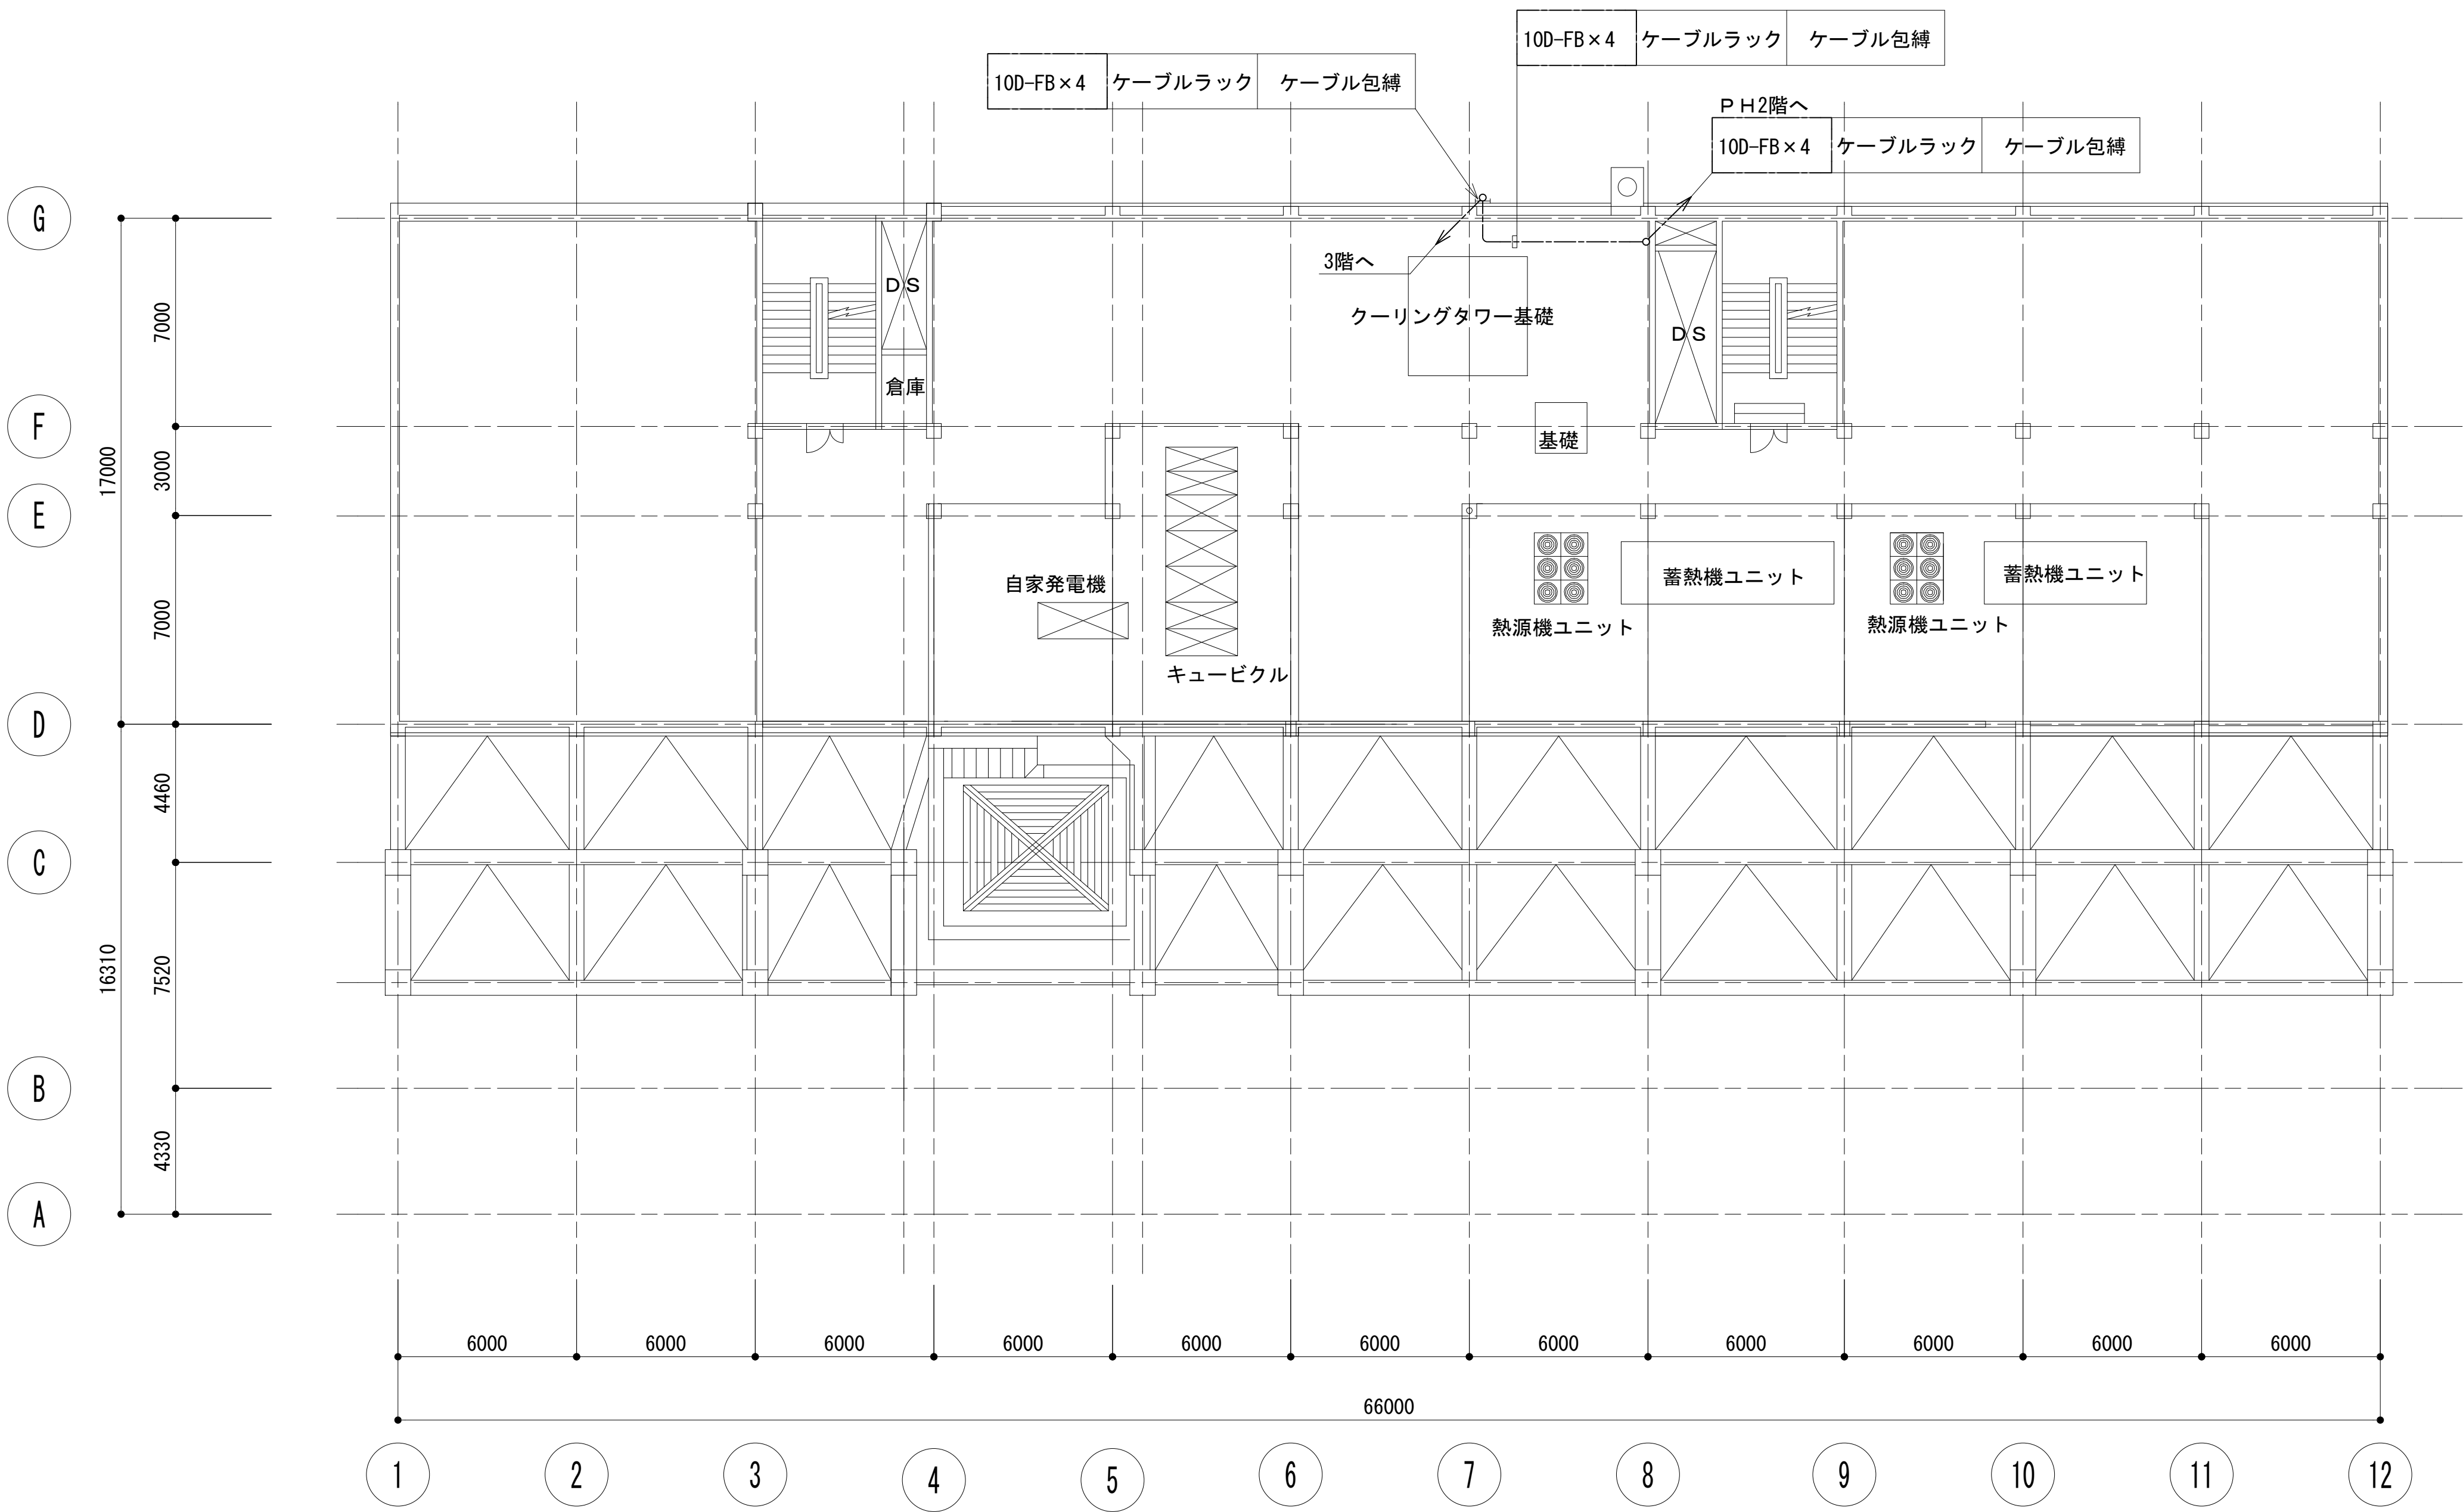 10D-FB×4 ケーブルラック ケーブル包縛
10D-FB×4 ケーブルラック ケーブル包縛
PH2階へ
10D-FB×4 ケーブルラック ケーブル包縛
G
3階へ
DS
クーリングタワー基礎
7000
DS
倉庫
F
基礎
17000
3000
E
自家発電機
蓄熱機ユニット
蓄熱機ユニット
7000
熱源機ユニット
熱源機ユニット
キュービクル
D
4460
C
16310
7520
B
4330
A
6000 6000 6000 6000 6000 6000 6000 6000 6000 6000 6000
66000
1 2 3 4 5 6 7 8 9 10 11 12